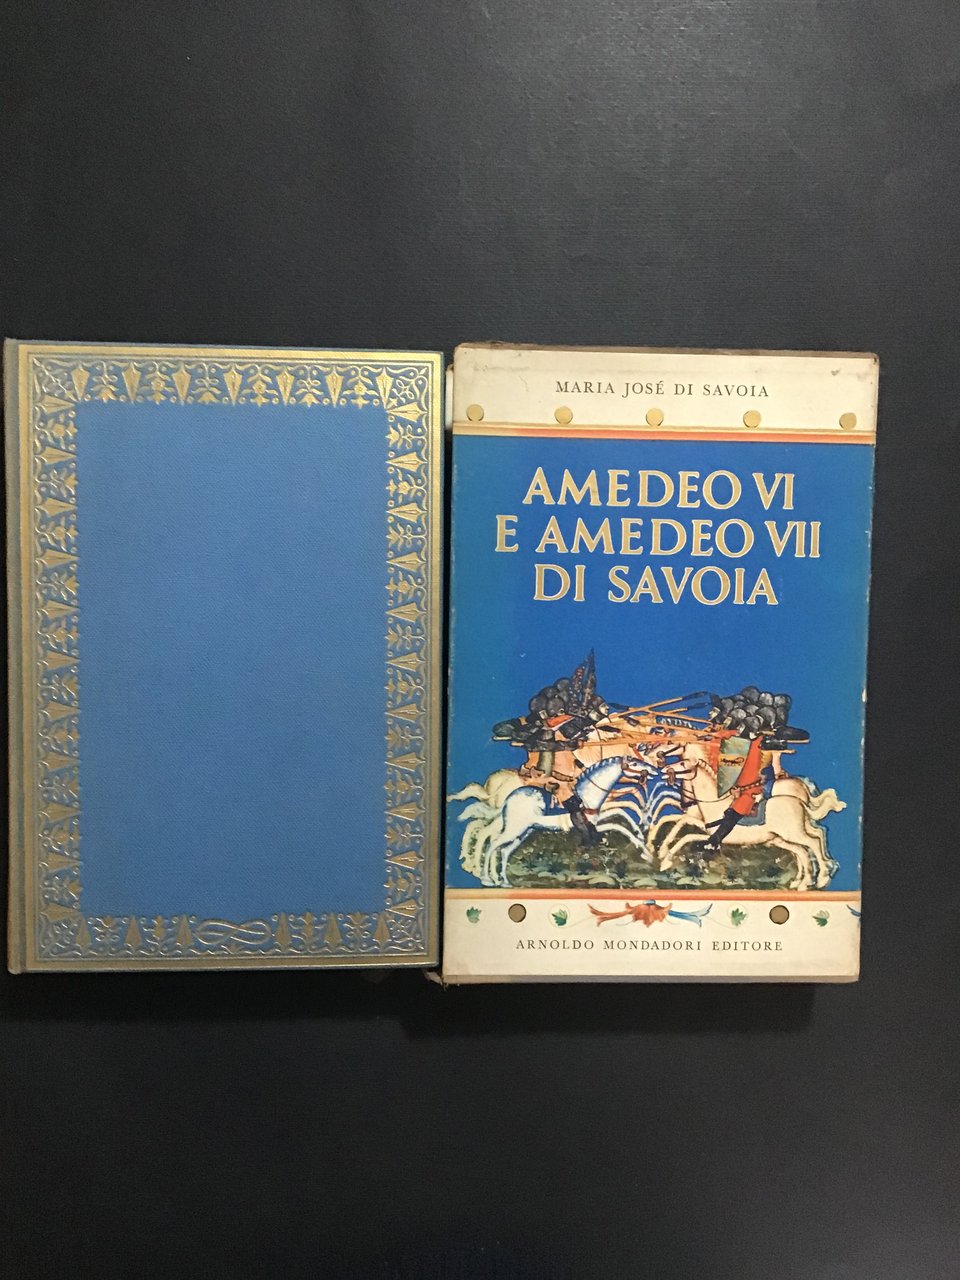 MARIA JOSÉ DI SAVOIA
AMEDEO VI
E AMEDEO VII
DI SAVOIA
ARNOLDO MONDADORI EDITORE